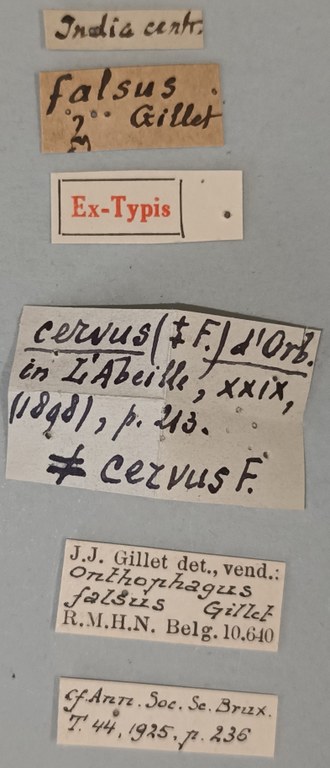 India centr.
falsus
Gillet
Ex-Typis
cervus (‡ F.) d'Orb.
in L'Abeille, XXIX,
(1898), p. 213.
≠ cervus F.
J.J. Gillet det., vend.:
Onthophagus
falsus Gillet
R.M.H.N. Belg. 10.640
cf. Ann. Soc. Sc. Brux.
T. 44, 1925, p. 236